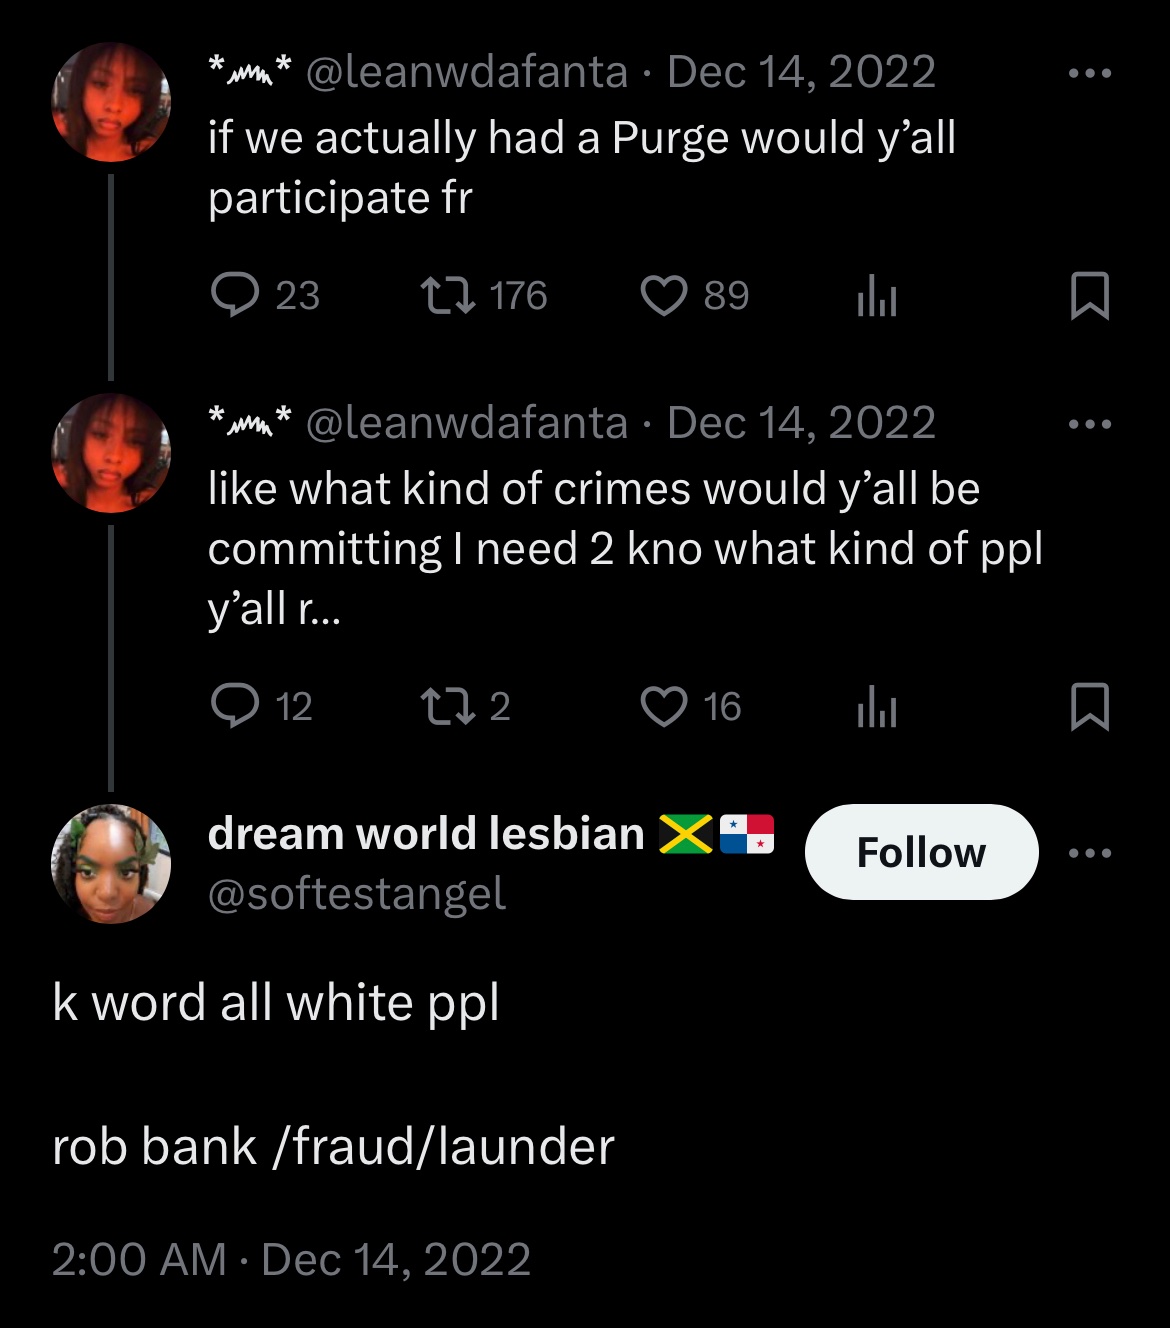 *෴* @leanwdafanta · Dec 14, 2022
if we actually had a Purge would y’all
participate fr
23 176 89
*෴* @leanwdafanta · Dec 14, 2022
like what kind of crimes would y’all be
committing I need 2 kno what kind of ppl
y’all r...
12 2 16
dream world lesbian 🇯🇲🇵🇦
Follow
@softestangel
k word all white ppl
rob bank /fraud/launder
2:00 AM · Dec 14, 2022